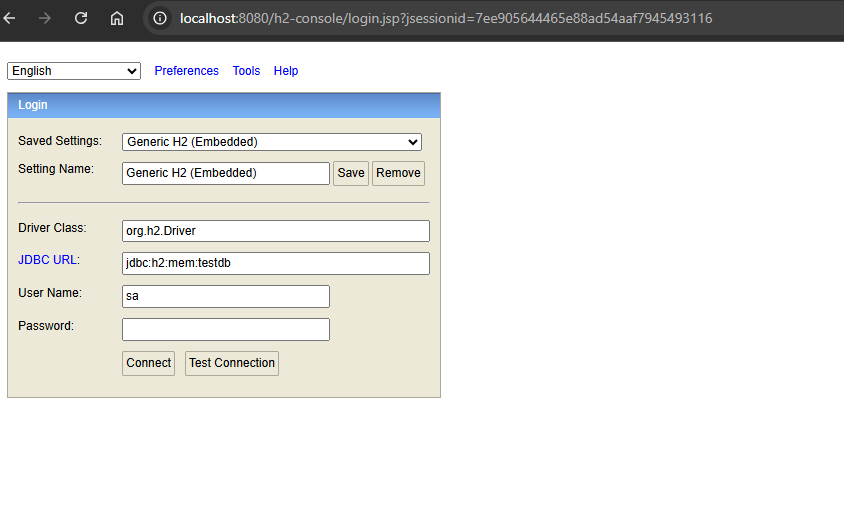 localhost:8080/h2-console/login.jsp?jsessionid=7ee905644465e88ad54aaf7945493116
English Preferences Tools Help
Login
Saved Settings: Generic H2 (Embedded)
Setting Name: Generic H2 (Embedded) Save Remove
Driver Class: org.h2.Driver
JDBC URL: jdbc:h2:mem:testdb
User Name: sa
Password:
Connect Test Connection